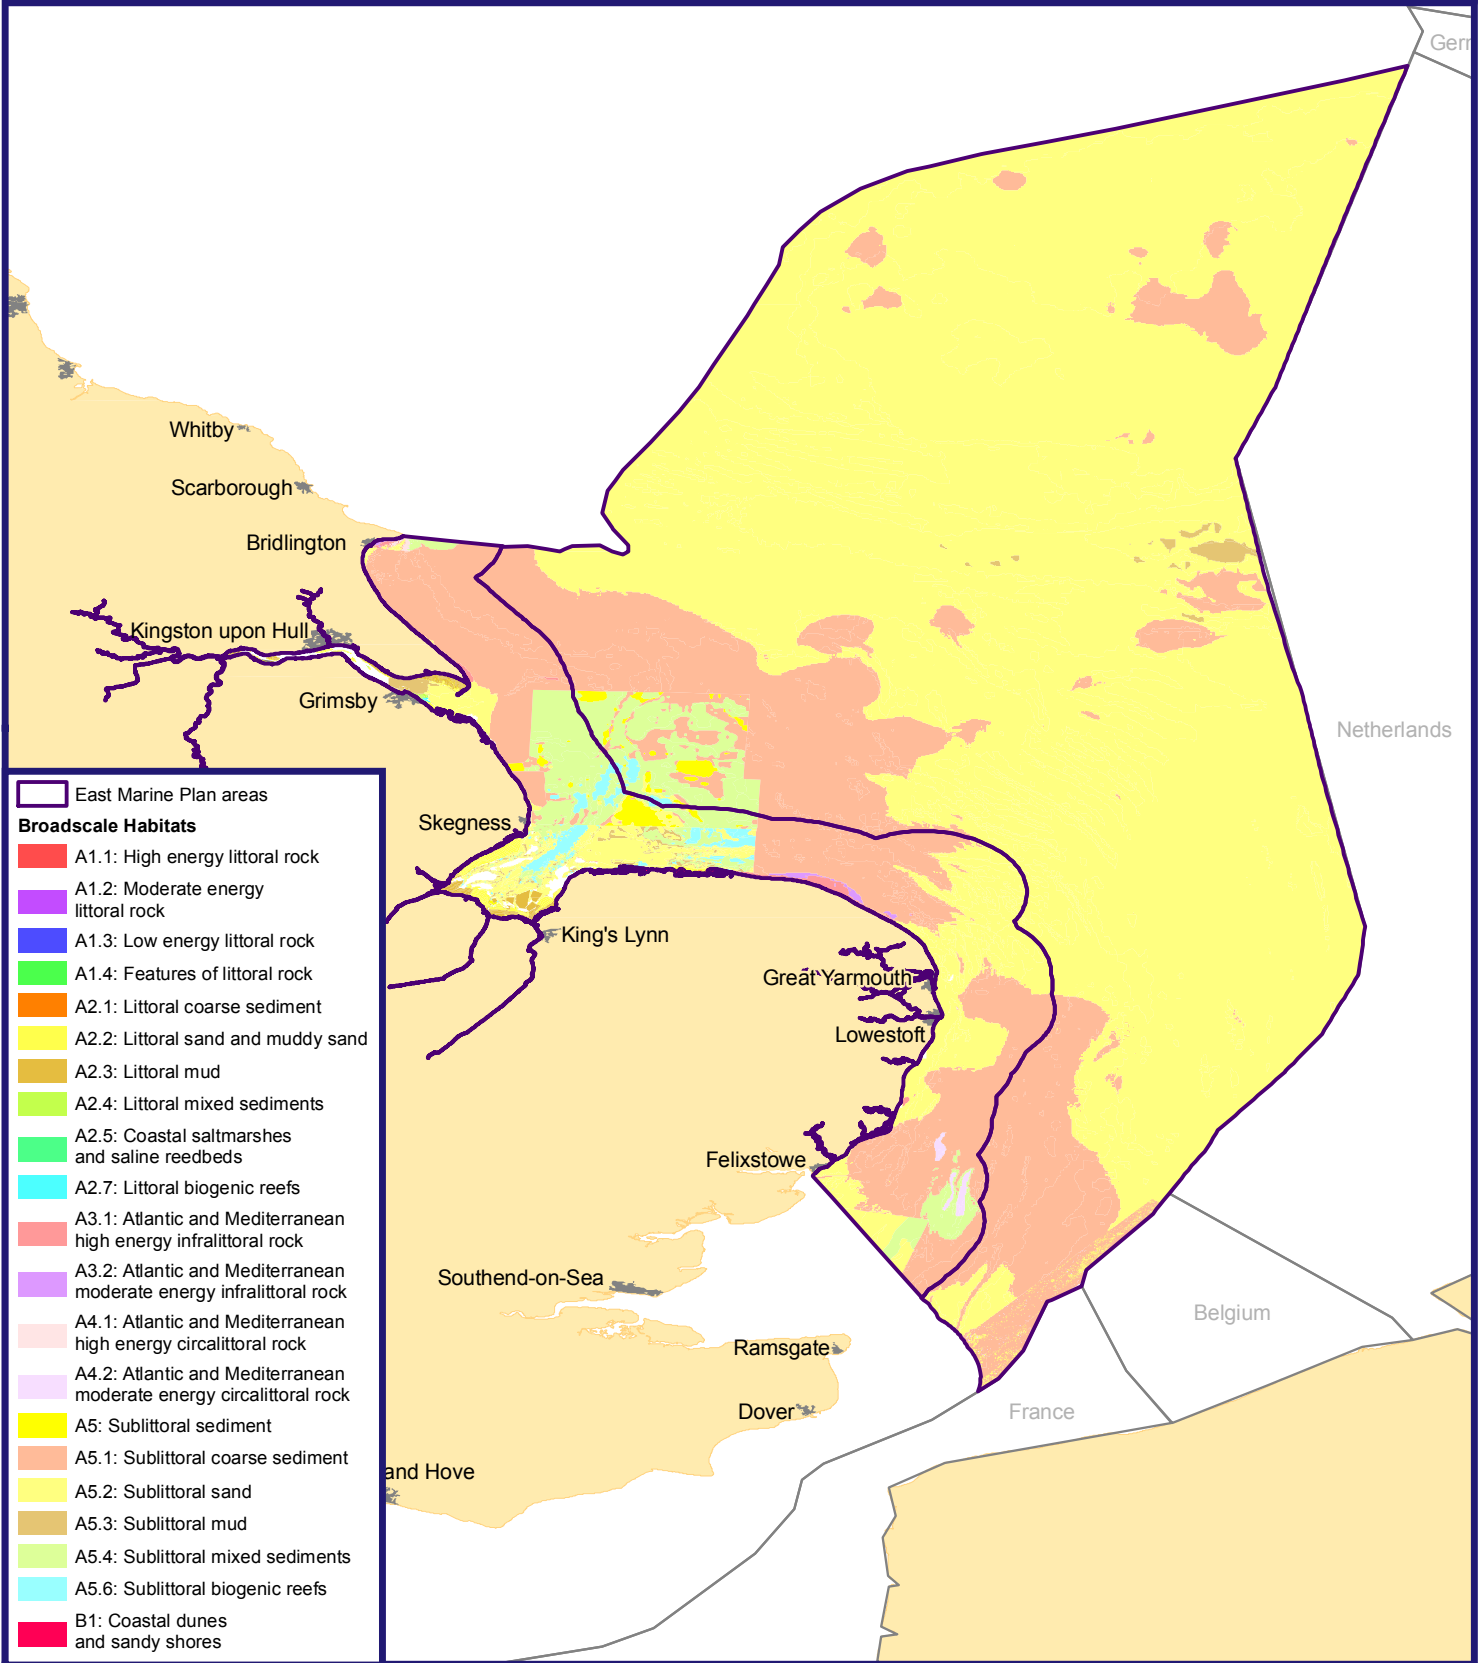 Gerr
Whitby
Scarborough
Bridlington
Kingston upon Hull
Grimsby
Netherlands
Skegness
King's Lynn
Great Yarmouth
Lowestoft
Felixstowe
Southend-on-Sea
Belgium
Ramsgate
Dover
France
and Hove
East Marine Plan areas
Broadscale Habitats
A1.1: High energy littoral rock
A1.2: Moderate energy
littoral rock
A1.3: Low energy littoral rock
A1.4: Features of littoral rock
A2.1: Littoral coarse sediment
A2.2: Littoral sand and muddy sand
A2.3: Littoral mud
A2.4: Littoral mixed sediments
A2.5: Coastal saltmarshes
and saline reedbeds
A2.7: Littoral biogenic reefs
A3.1: Atlantic and Mediterranean
high energy infralittoral rock
A3.2: Atlantic and Mediterranean
moderate energy infralittoral rock
A4.1: Atlantic and Mediterranean
high energy circalittoral rock
A4.2: Atlantic and Mediterranean
moderate energy circalittoral rock
A5: Sublittoral sediment
A5.1: Sublittoral coarse sediment
A5.2: Sublittoral sand
A5.3: Sublittoral mud
A5.4: Sublittoral mixed sediments
A5.6: Sublittoral biogenic reefs
B1: Coastal dunes
and sandy shores